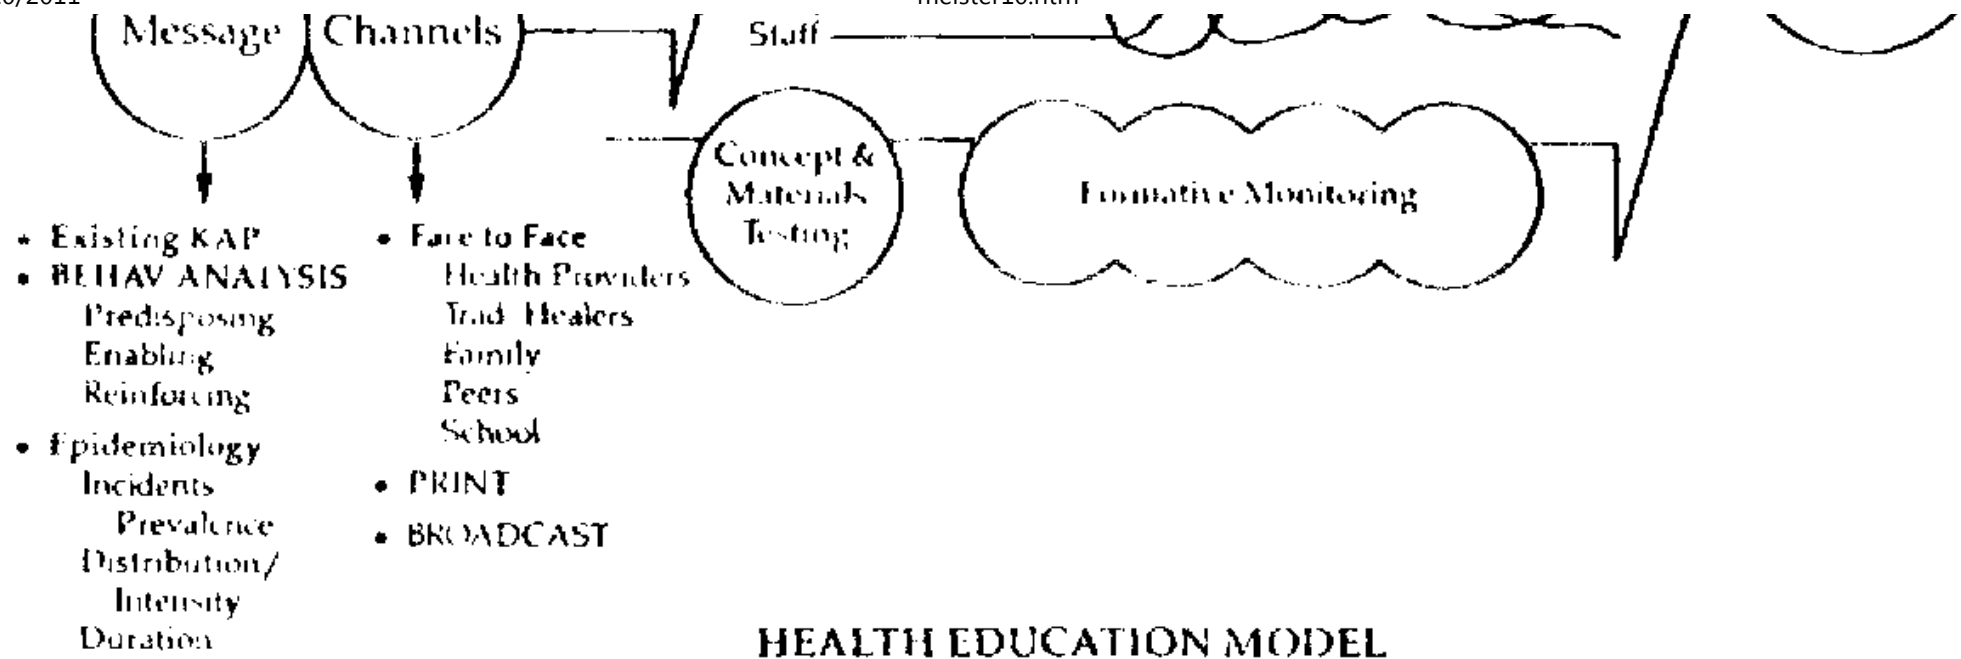 Message
Channels
Staff
Concept &
Materials
Testing
Formative Monitoring
* Existing KAP
• BEHAV ANALYSIS
Predisposing
Enabling
Reinforcing
• Epidemiology
Incidents
Prevalence
Distribution/
Intensity
Duration
• Face to Face
Health Providers
Trad Healers
Family
Peers
School
• PRINT
• BROADCAST
HEALTH EDUCATION MODEL